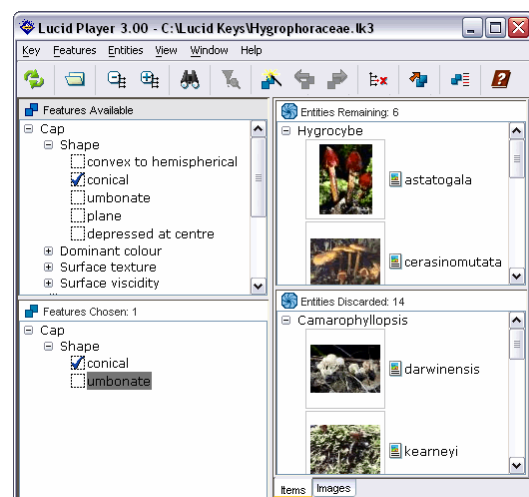 Lucid Player 3.00 - C:\Lucid Keys\Hygrophoraceae.lk3
Key Features Entities View Window Help
Features Available
Cap
Shape
convex to hemispherical
conical
umbonate
plane
depressed at centre
Dominant colour
Surface texture
Surface viscidity
Features Chosen: 1
Cap
Shape
conical
umbonate
Entities Remaining: 6
Hygrocybe
astatogala
cerasinomutata
Entities Discarded: 14
Camarophyllopsis
darwinensis
kearneyi
Items Images